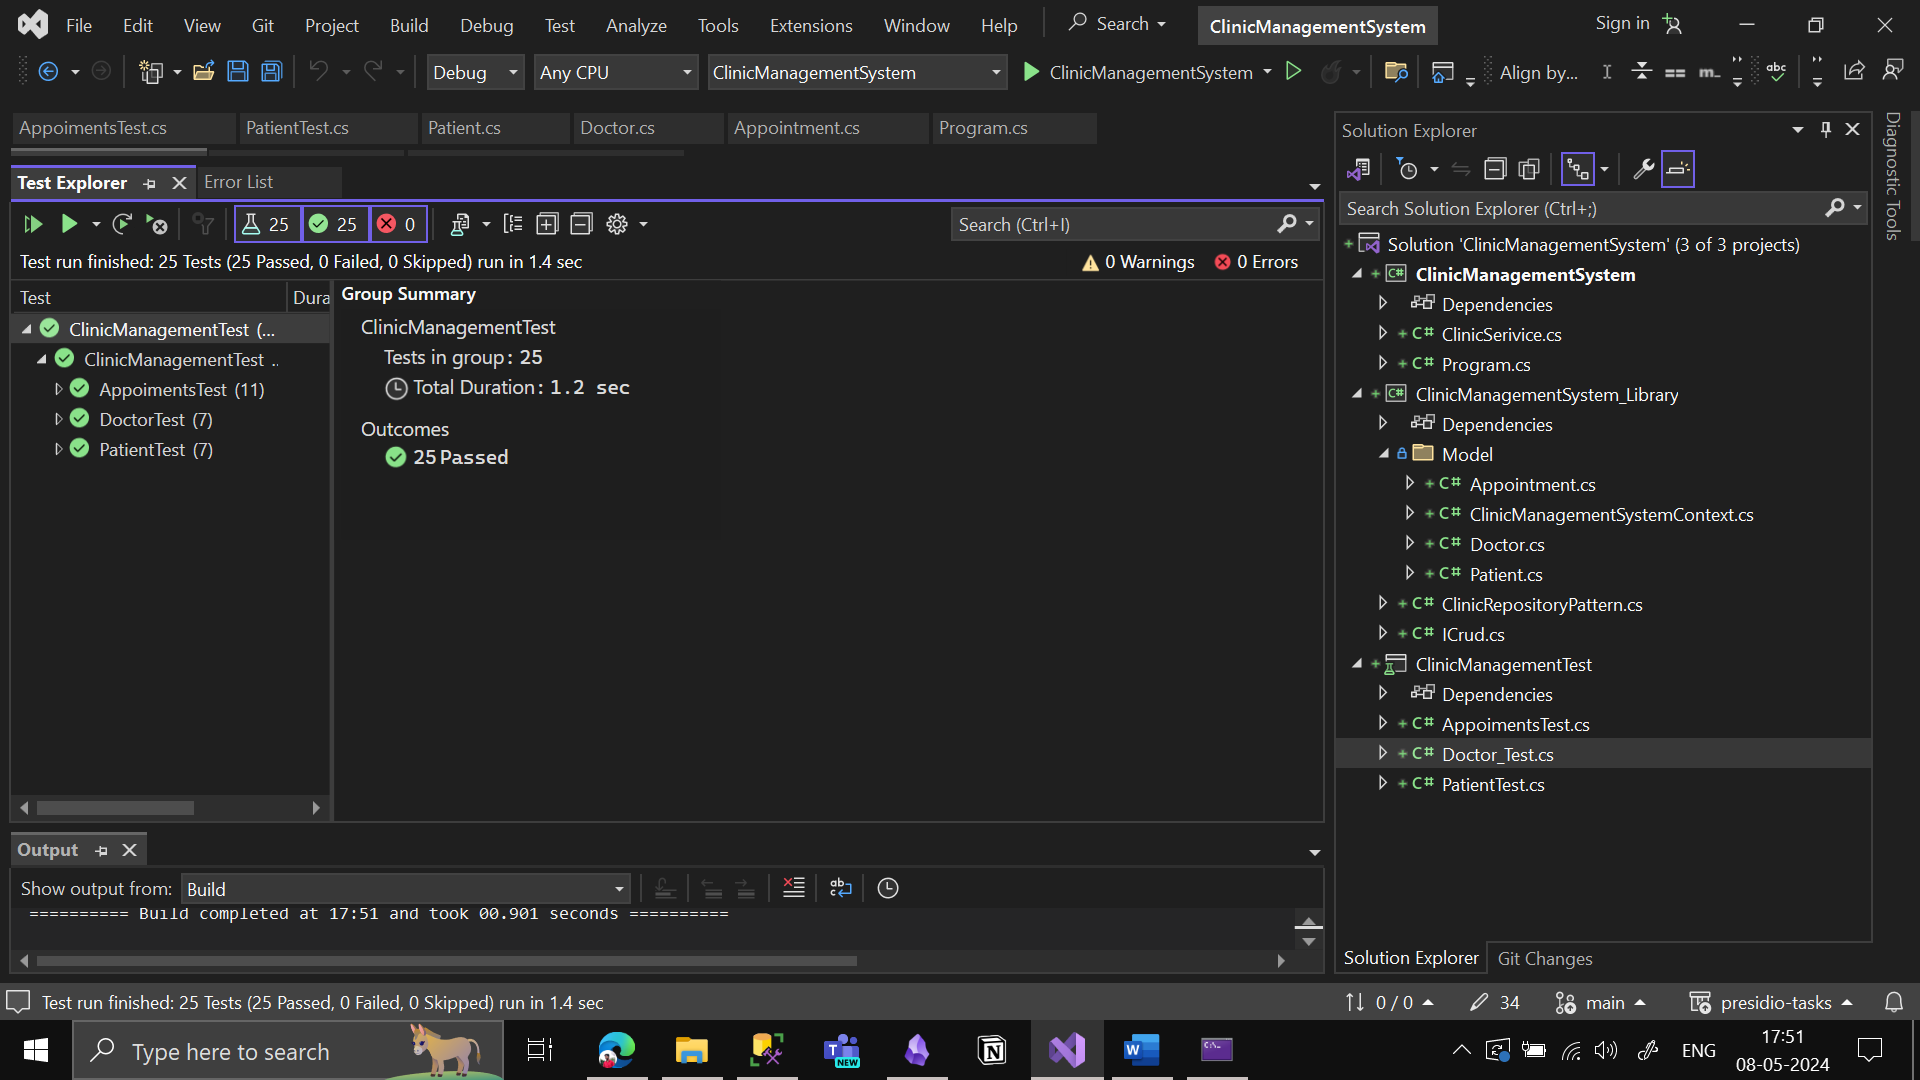 File Edit View Git Project Build Debug Test Analyze Tools Extensions Window Help Search ClinicManagementSystem Sign in
Debug Any CPU ClinicManagementSystem ClinicManagementSystem Align by...
AppoimentsTest.cs PatientTest.cs Patient.cs Doctor.cs Appointment.cs Program.cs
Test Explorer Error List
25 25 0 Search (Ctrl+I)
Test run finished: 25 Tests (25 Passed, 0 Failed, 0 Skipped) run in 1.4 sec 0 Warnings 0 Errors
Test Dura
ClinicManagementTest (...
ClinicManagementTest ..
AppoimentsTest (11)
DoctorTest (7)
PatientTest (7)
Group Summary
ClinicManagementTest
Tests in group: 25
Total Duration: 1.2 sec
Outcomes
25 Passed
Output
Show output from: Build
========== Build completed at 17:51 and took 00.901 seconds ==========
Solution Explorer
Search Solution Explorer (Ctrl+;)
Solution 'ClinicManagementSystem' (3 of 3 projects)
ClinicManagementSystem
Dependencies
C# ClinicSerivice.cs
C# Program.cs
ClinicManagementSystem_Library
Dependencies
Model
C# Appointment.cs
C# ClinicManagementSystemContext.cs
C# Doctor.cs
C# Patient.cs
C# ClinicRepositoryPattern.cs
C# ICrud.cs
ClinicManagementTest
Dependencies
C# AppoimentsTest.cs
C# Doctor_Test.cs
C# PatientTest.cs
Solution Explorer Git Changes
Diagnostic Tools
Test run finished: 25 Tests (25 Passed, 0 Failed, 0 Skipped) run in 1.4 sec 0 / 0 34 main presidio-tasks
Type here to search ENG 17:51
08-05-2024